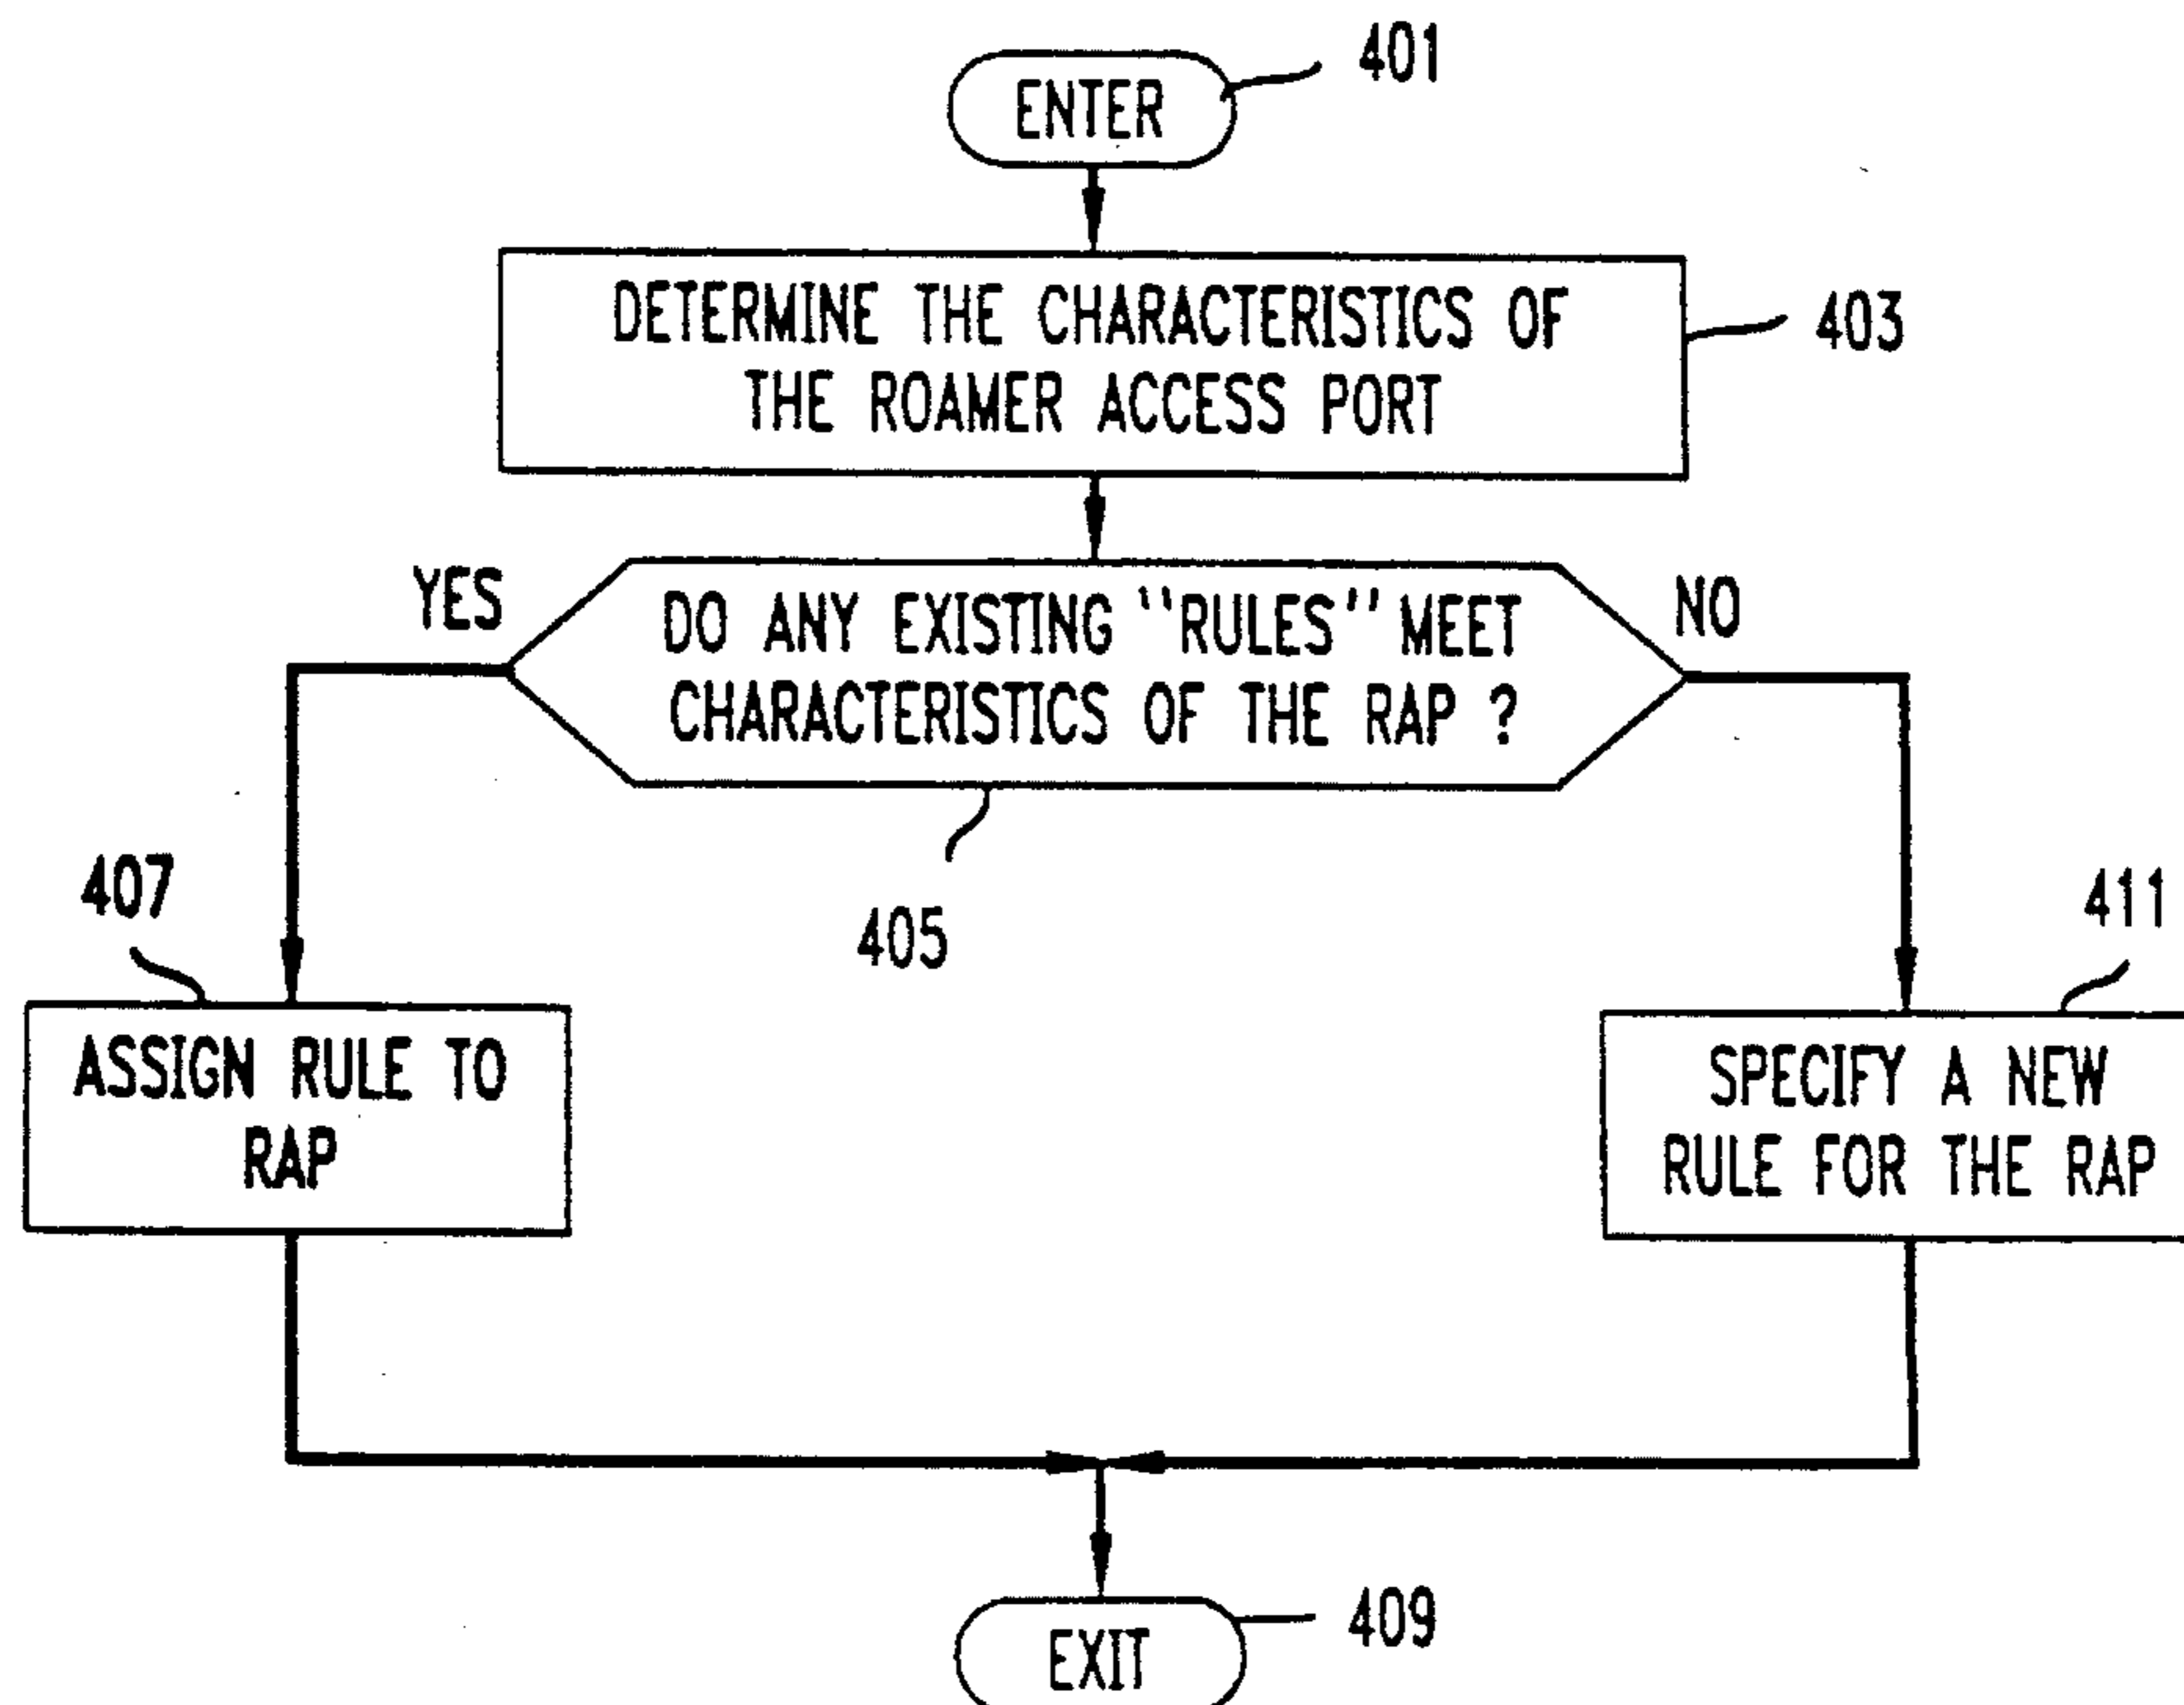 401
ENTER
DETERMINE THE CHARACTERISTICS OF
THE ROAMER ACCESS PORT
403
YES
NO
DO ANY EXISTING "RULES" MEET
CHARACTERISTICS OF THE RAP ?
405
407
411
ASSIGN RULE TO
RAP
SPECIFY A NEW
RULE FOR THE RAP
409
EXIT